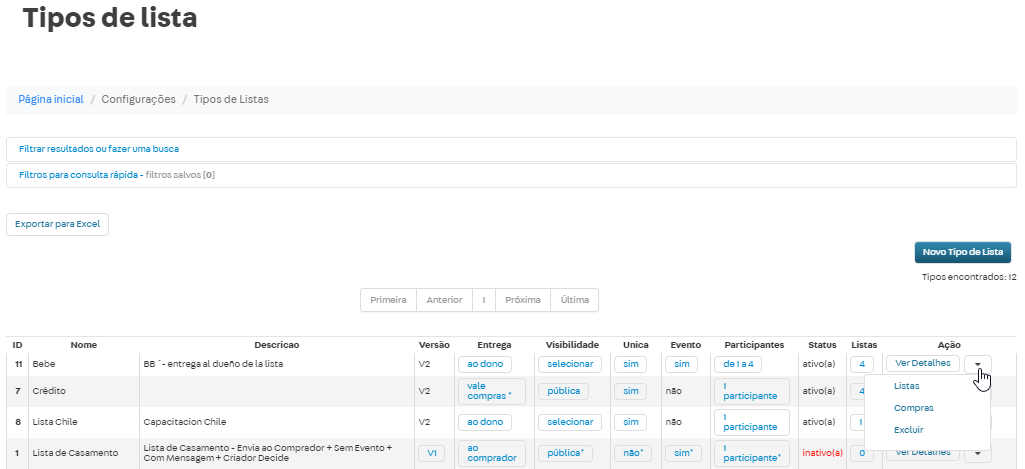 Tipos de lista
Página inicial / Configurações / Tipos de Listas
Filtrar resultados ou fazer uma busca
Filtros para consulta rápida - filtros salvos [0]
Exportar para Excel
Novo Tipo de Lista
Tipos encontrados: 12
Primeira Anterior 1 Próxima Última
ID Nome Descricao Versão Entrega Visibilidade Unica Evento Participantes Status Listas Ação
11 Bebe BB ´- entrega al dueño de la lista V2 ao dono selecionar sim sim de 1 a 4 ativo(a) 4 Ver Detalhes
Listas
Compras
Excluir
7 Crédito V2 vale compras * pública sim não 1 participante ativo(a) 4
8 Lista Chile Capacitacion Chile V2 ao dono selecionar sim não 1 participante ativo(a) 1
1 Lista de Casamento Lista de Casamento - Envia ao Comprador + Sem Evento +
Com Mensagem + Criador Decide V1 ao comprador pública* não* sim* 1 participante* inativo(a) 0 Ver Detalhes